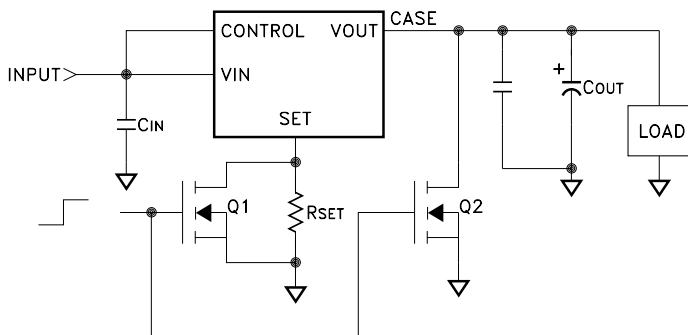 CASE
CONTROL VOUT
INPUT VIN
+ COUT
CIN
SET
LOAD
Q1 RSET Q2